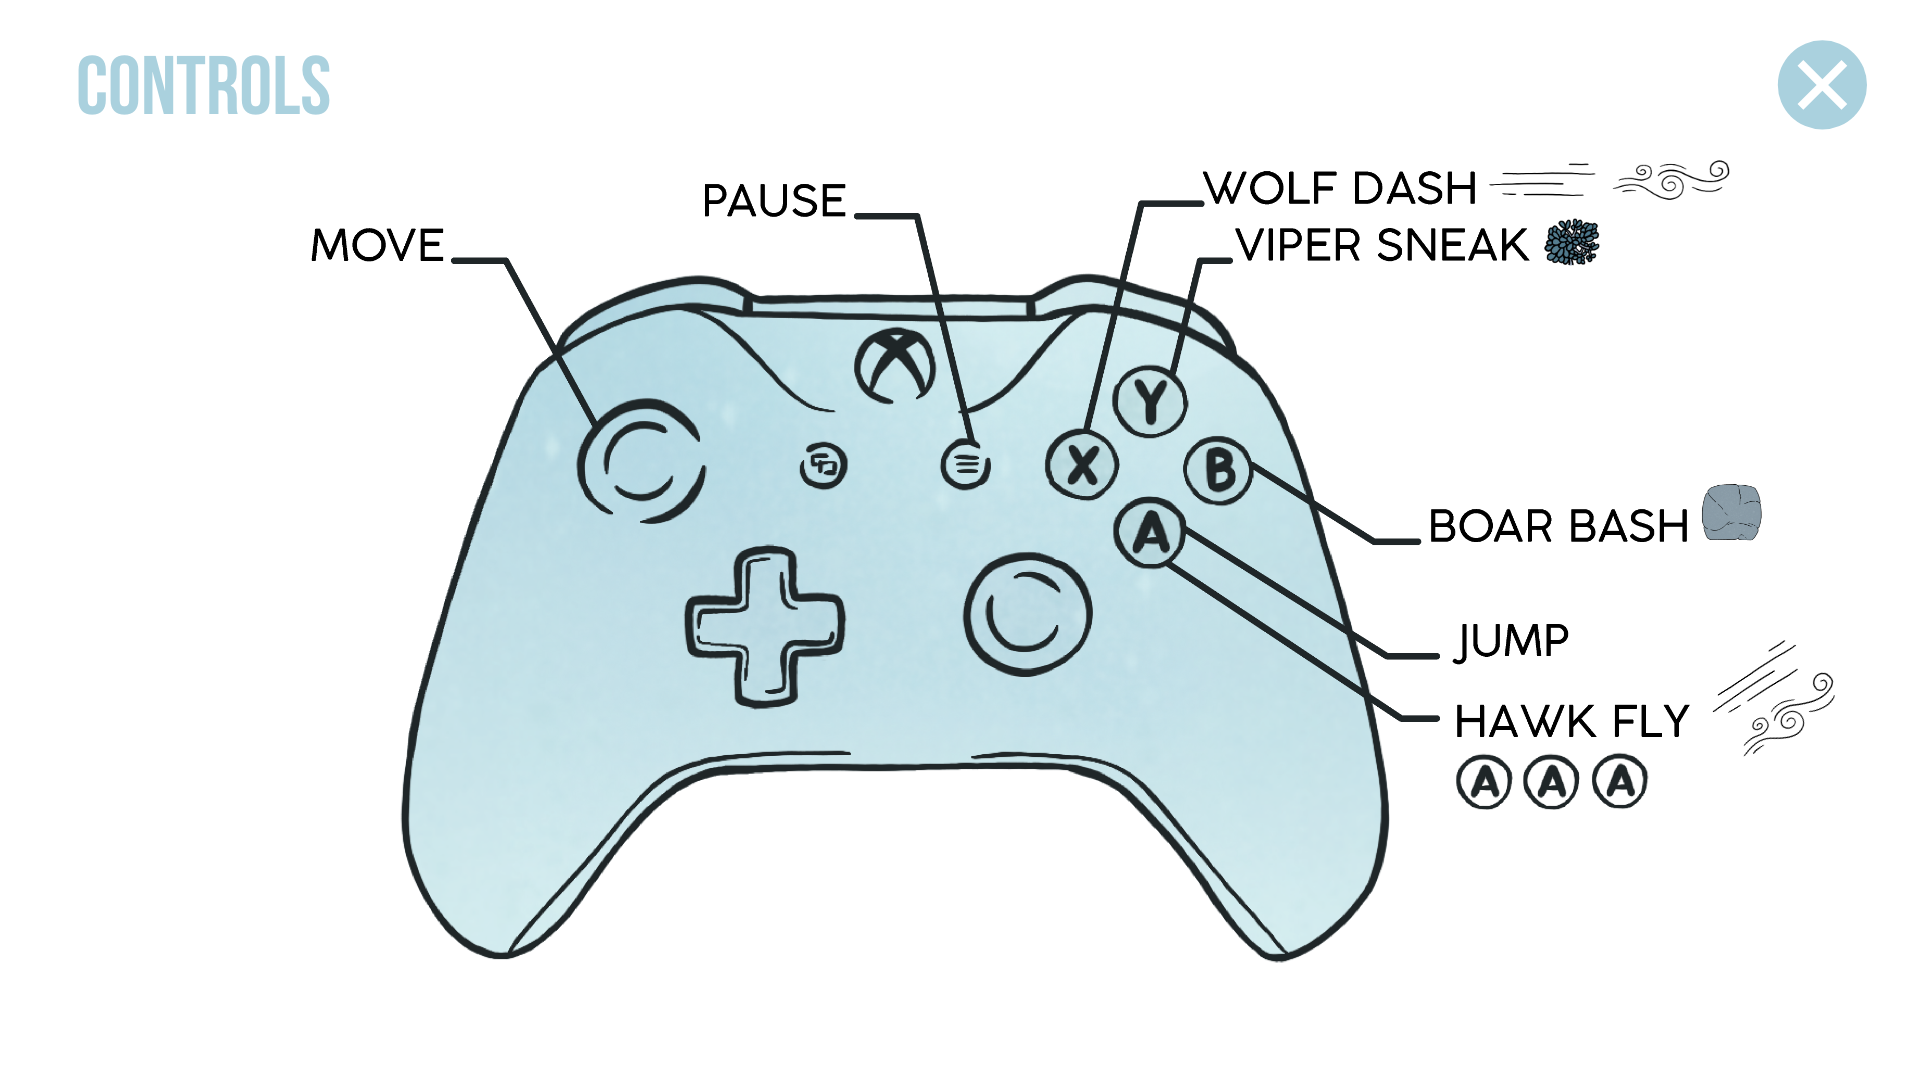 CONTROLS
WOLF DASH
PAUSE
VIPER SNEAK
MOVE
Y
X
B
A
BOAR BASH
JUMP
HAWK FLY
A A A